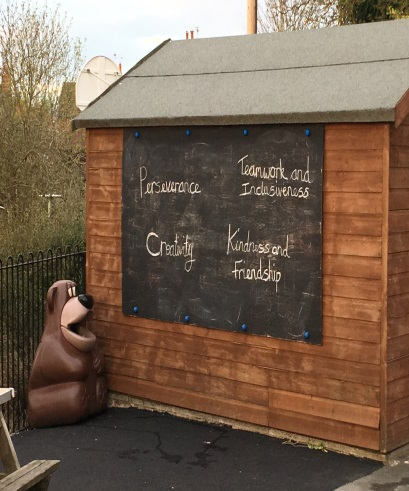 Perseverance
Teamwork and
Inclusiveness
Creativity
Kindness and
Friendship